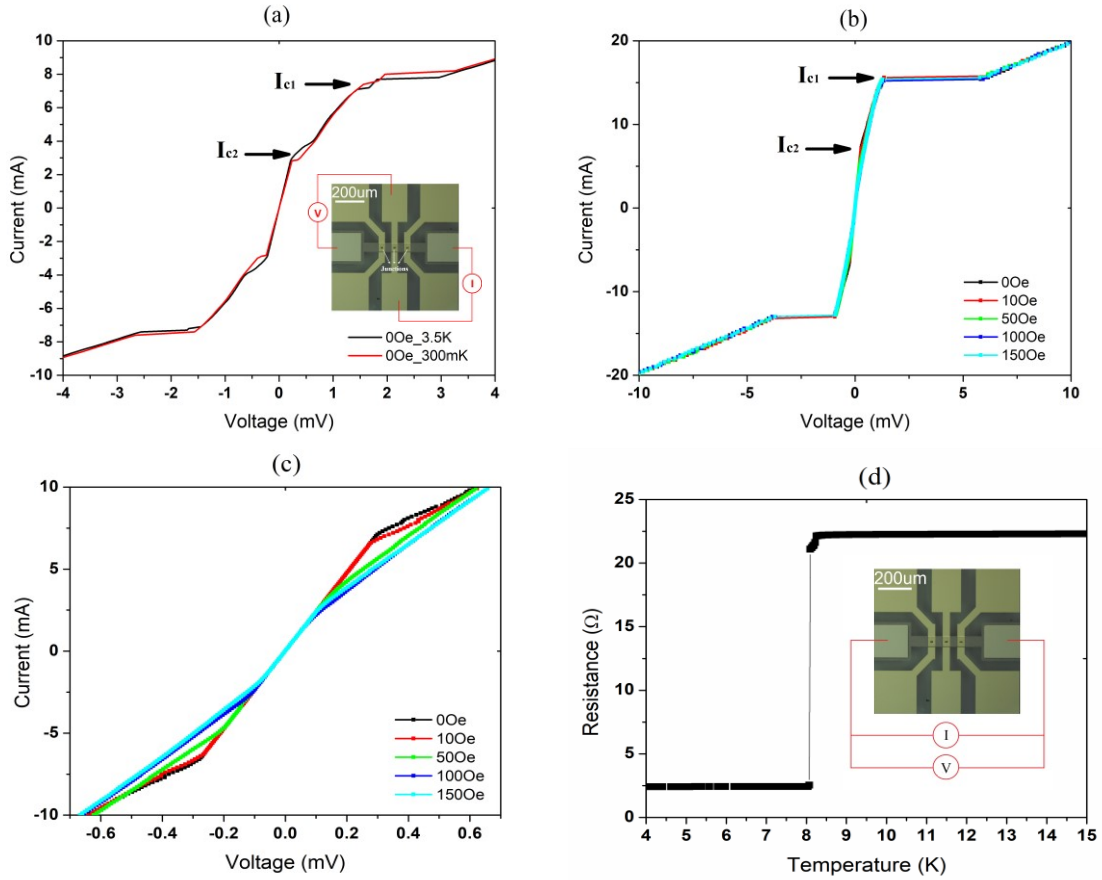 (a)
10
8
6
4
2
0
-2
-4
-6
-8
-10
Current (mA)
Ic1
Ic2
200um
V
I
Junctions
0Oe_3.5K
0Oe_300mK
-4 -3 -2 -1 0 1 2 3 4
Voltage (mV)
(b)
20
10
0
-10
-20
Current (mA)
Ic1
Ic2
0Oe
10Oe
50Oe
100Oe
150Oe
-10 -5 0 5 10
Voltage (mV)
(c)
10
5
0
-5
-10
Current (mA)
0Oe
10Oe
50Oe
100Oe
150Oe
-0.6 -0.4 -0.2 0.0 0.2 0.4 0.6
Voltage (mV)
(d)
25
20
15
10
5
0
Resistance (Ω)
200um
I
V
4 5 6 7 8 9 10 11 12 13 14 15
Temperature (K)